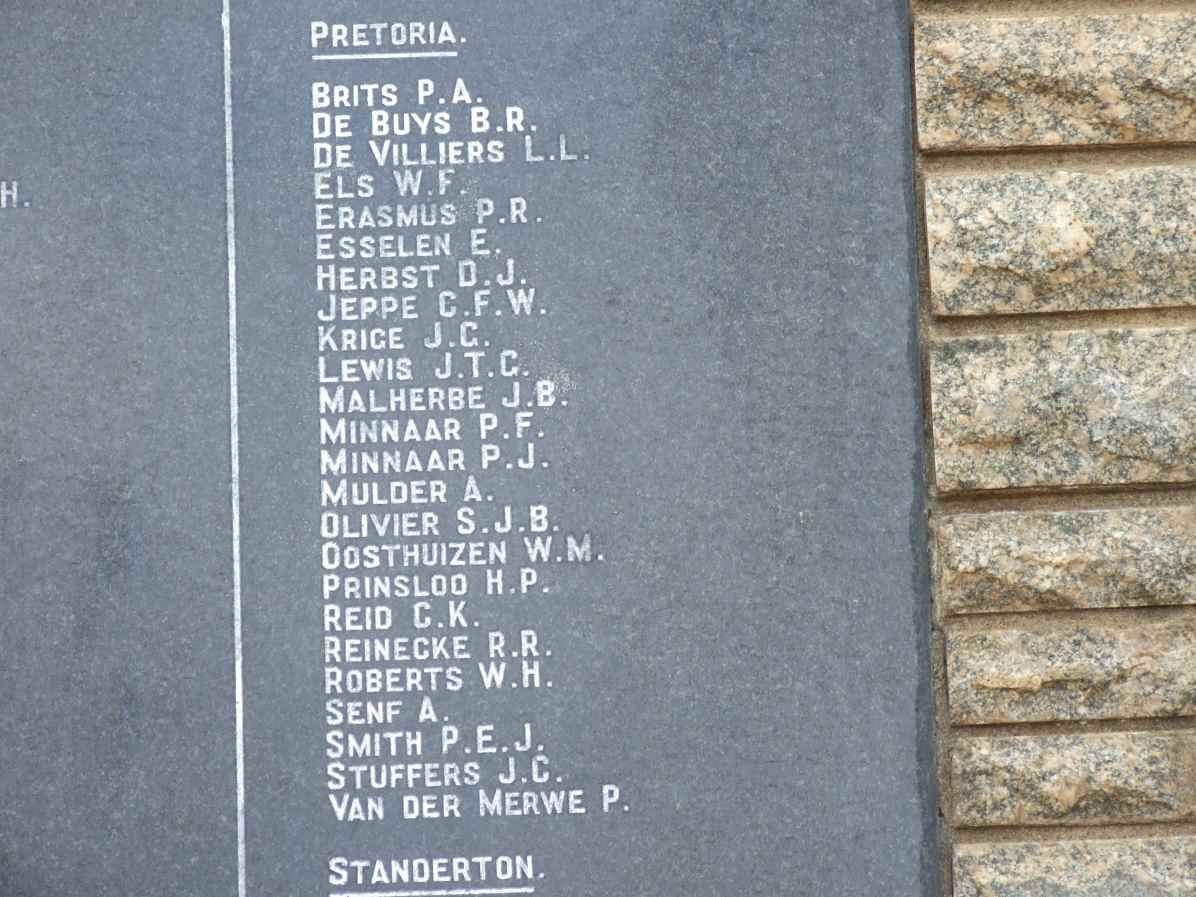 H.
PRETORIA.
BRITS P.A.
DE BUYS B.R.
DE VILLIERS L.L.
ELS W.F.
ERASMUS P.R.
ESSELEN E.
HERBST D.J.
JEPPE C.F.W.
KRIGE J.G.
LEWIS J.T.C.
MALHERBE J.B.
MINNAAR P.F.
MINNAAR P.J.
MULDER A.
OLIVIER S.J.B.
OOSTHUIZEN W.M.
PRINSLOO H.P.
REID C.K.
REINECKE R.R.
ROBERTS W.H.
SENF A.
SMITH P.E.J.
STUFFERS J.C.
VAN DER MERWE P.
STANDERTON.